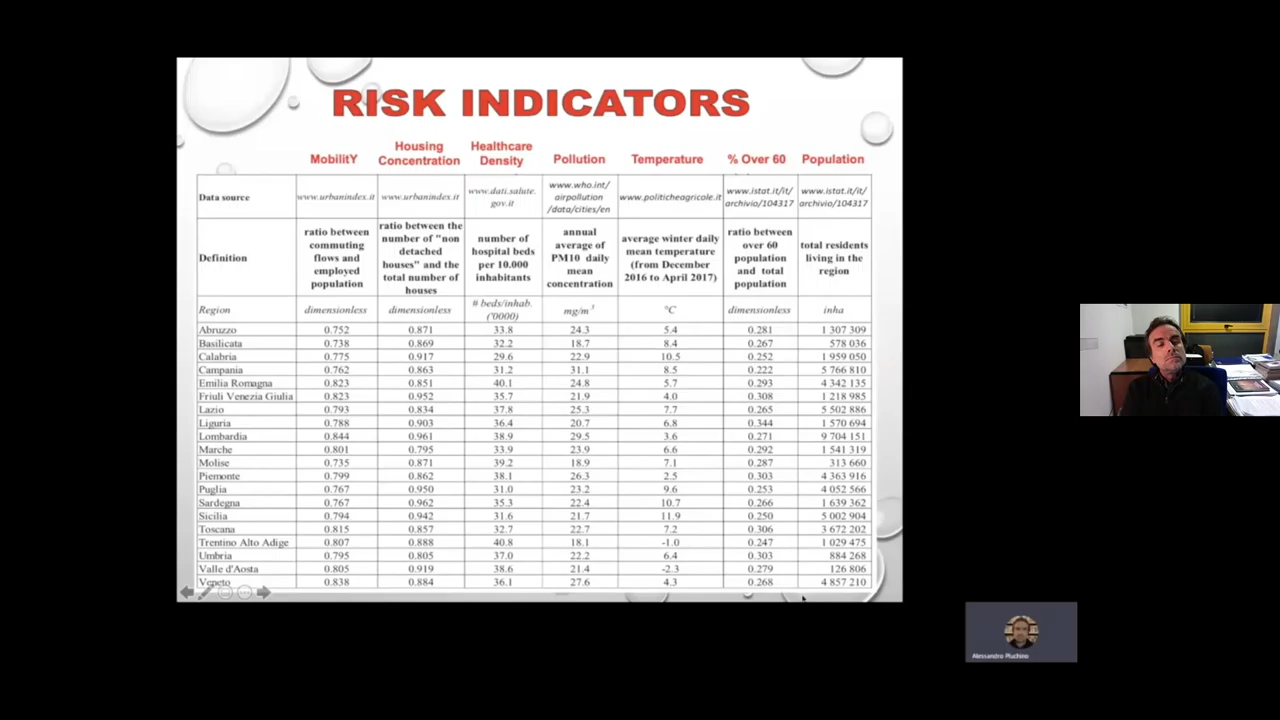 RISK INDICATORS
MobilitY Housing Concentration Healthcare Density Pollution Temperature % Over 60 Population
Data source www.urbanindex.it www.urbanindex.it www.dati.salute.gov.it www.who.int/airpollution/data/cities/en www.politicheagricole.it www.istat.it/it/archivio/104317 www.istat.it/it/archivio/104317
Definition ratio between commuting flows and employed population ratio between the number of "non detached houses" and the total number of houses number of hospital beds per 10.000 inhabitants annual average of PM10 daily mean concentration average winter daily mean temperature (from December 2016 to April 2017) ratio between over 60 population and total population total residents living in the region
Region dimensionless dimensionless # beds/inhab. ('0000) mg/m³ °C dimensionless inha
Abruzzo 0.752 0.871 33.8 24.3 5.4 0.281 1 307 309
Basilicata 0.738 0.869 32.2 18.7 8.4 0.267 578 036
Calabria 0.775 0.917 29.6 22.9 10.5 0.252 1 959 050
Campania 0.762 0.863 31.2 31.1 8.5 0.222 5 766 810
Emilia Romagna 0.823 0.851 40.1 24.8 5.7 0.293 4 342 135
Friuli Venezia Giulia 0.823 0.952 35.7 21.9 4.0 0.308 1 218 985
Lazio 0.793 0.834 37.8 25.3 7.7 0.265 5 502 886
Liguria 0.788 0.903 36.4 20.7 6.8 0.344 1 570 694
Lombardia 0.844 0.961 38.9 29.5 3.6 0.271 9 704 151
Marche 0.801 0.795 33.9 23.9 6.6 0.292 1 541 319
Molise 0.735 0.871 39.2 18.9 7.1 0.287 313 660
Piemonte 0.799 0.862 38.1 26.3 2.5 0.303 4 363 916
Puglia 0.767 0.950 31.0 23.2 9.6 0.253 4 052 566
Sardegna 0.767 0.962 35.3 22.4 10.7 0.266 1 639 362
Sicilia 0.794 0.942 31.6 21.7 11.9 0.250 5 002 904
Toscana 0.815 0.857 32.7 22.7 7.2 0.306 3 672 202
Trentino Alto Adige 0.807 0.888 40.8 18.1 -1.0 0.247 1 029 475
Umbria 0.795 0.805 37.0 22.2 6.4 0.303 884 268
Valle d'Aosta 0.805 0.919 38.6 21.4 -2.3 0.279 126 806
Veneto 0.838 0.884 36.1 27.6 4.3 0.268 4 857 210
Alessandro Pluchino